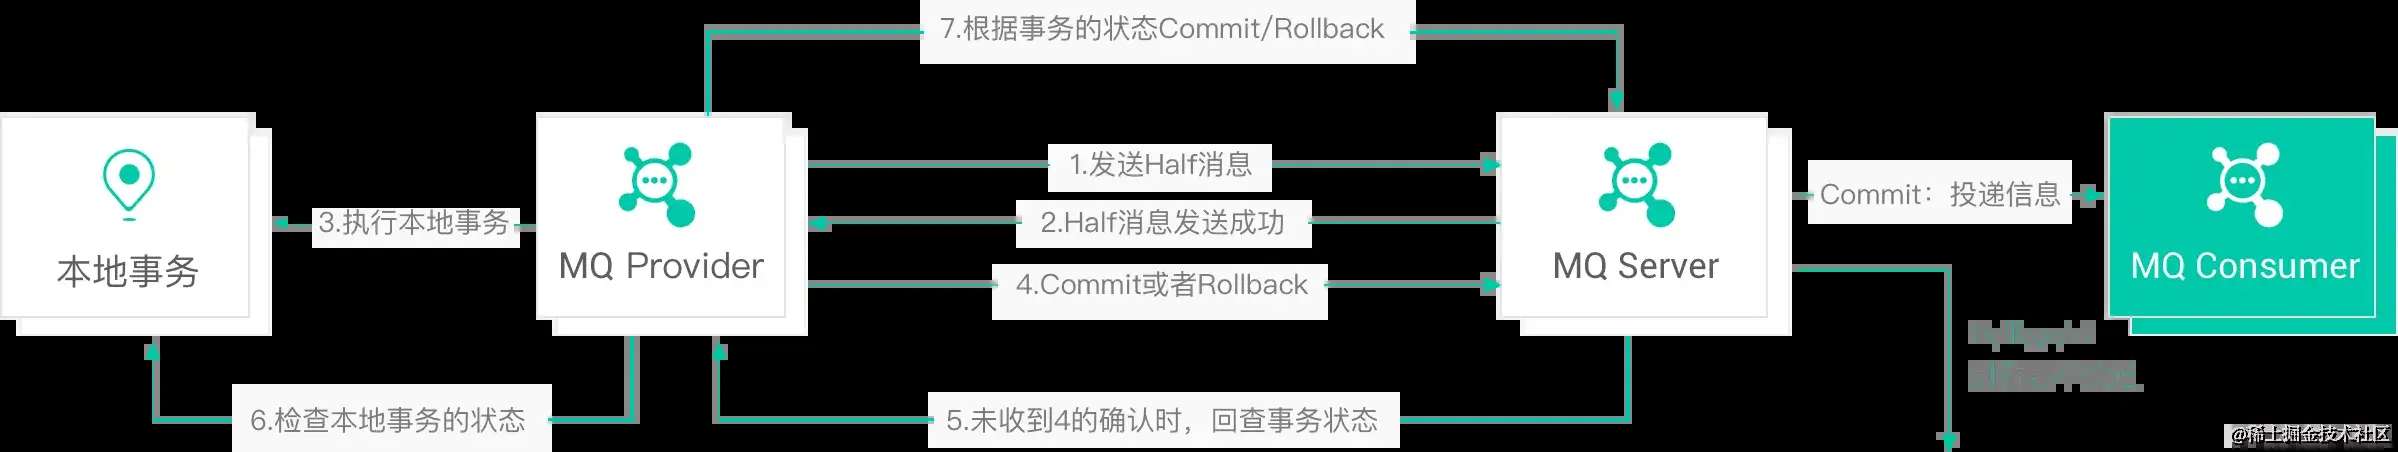 7.根据事务的状态Commit/Rollback
1.发送Half消息
Commit：投递信息
3.执行本地事务
2.Half消息发送成功
本地事务
MQ Provider
4.Commit或者Rollback
MQ Server
MQ Consumer
6.检查本地事务的状态
5.未收到4的确认时，回查事务状态
@稀土掘金技术社区